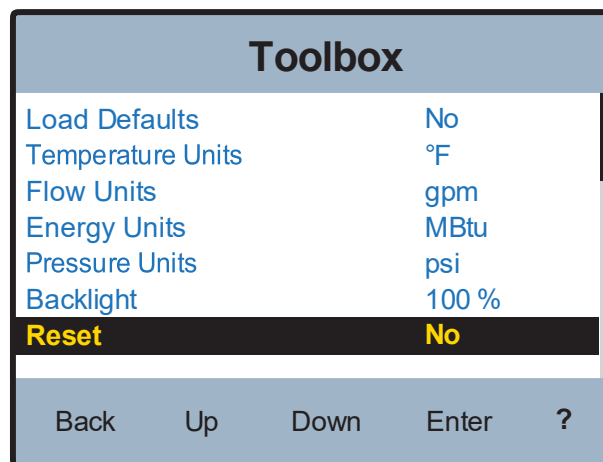 Toolbox
Load Defaults No
Temperature Units °F
Flow Units gpm
Energy Units MBtu
Pressure Units psi
Backlight 100 %
Reset No
Back Up Down Enter ?